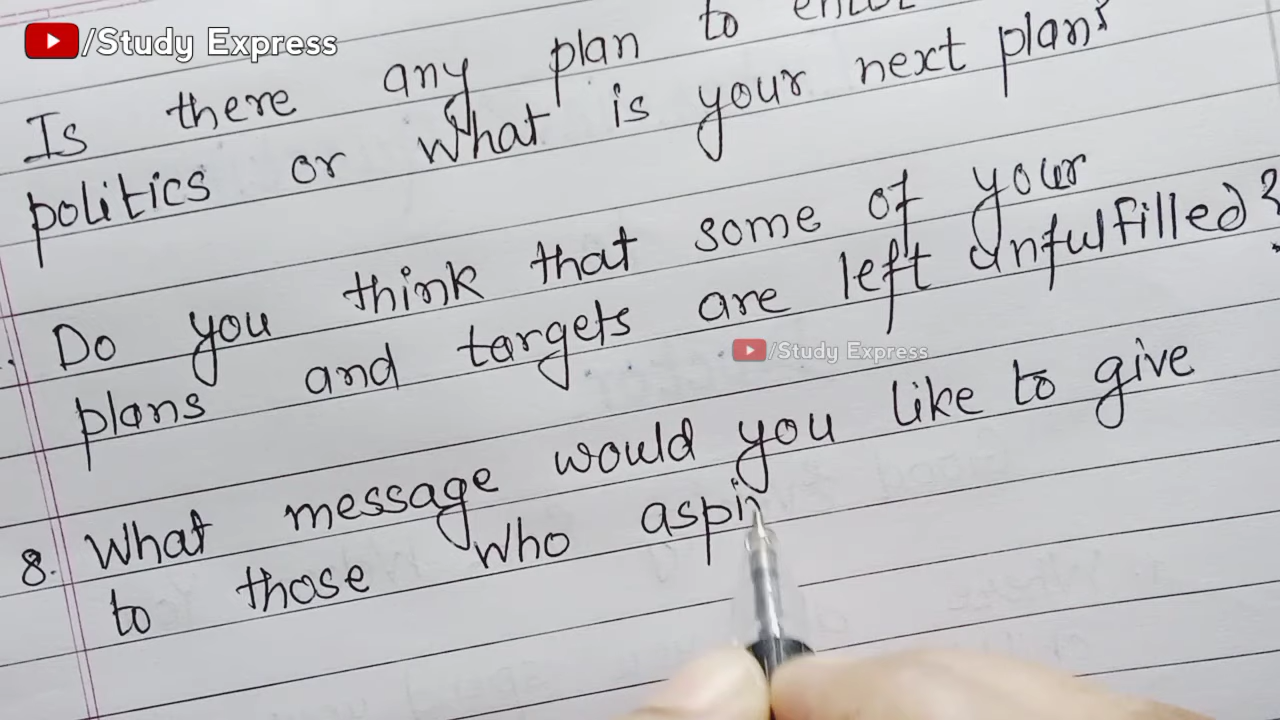 /Study Express
Is there any plan to
politics or what is your next plan?
Do you think that some of your
plans and targets are left unfulfilled?
/Study Express
8. What message would you like to give
to those who aspi